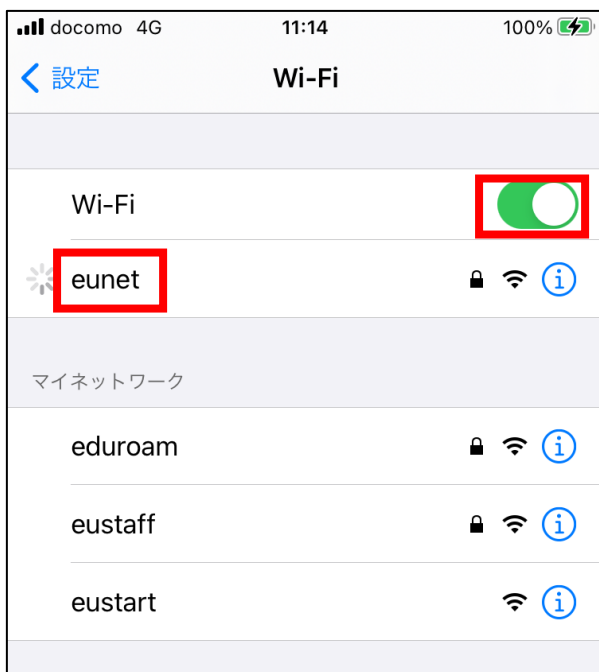 docomo 4G 11:14 100%
設定 Wi-Fi
Wi-Fi
eunet
マイネットワーク
eduroam
eustaff
eustart